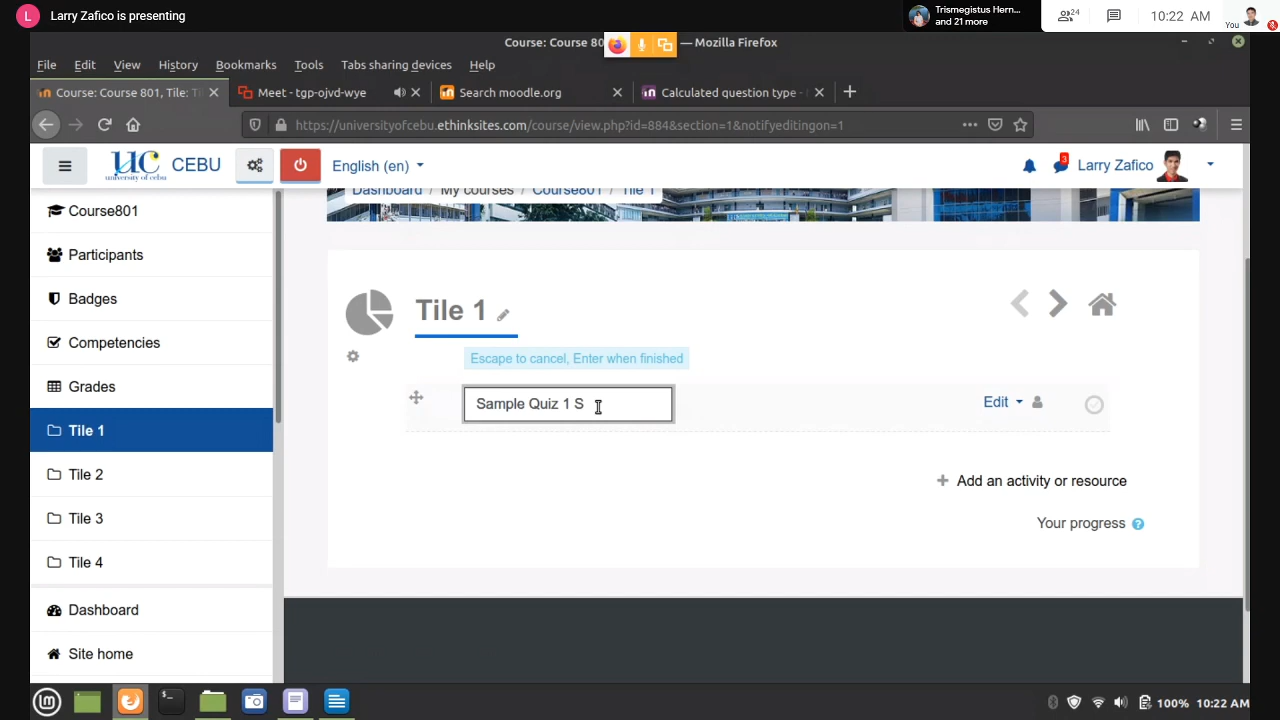 L Larry Zafico is presenting
Trismegistus Hern...
and 21 more
24
10:22 AM
You
Course: Course 80 — Mozilla Firefox
File Edit View History Bookmarks Tools Tabs sharing devices Help
Course: Course 801, Tile: Ti
Meet - tgp-ojvd-wye
Search moodle.org
Calculated question type -
https://universityofcebu.ethinksites.com/course/view.php?id=884&section=1&notifyeditingon=1
UC
university of cebu
CEBU
English (en)
3
Larry Zafico
Dashboard / My courses / Course801 / Tile 1
Course801
Participants
Badges
Competencies
Grades
Tile 1
Tile 2
Tile 3
Tile 4
Dashboard
Site home
Tile 1
Escape to cancel, Enter when finished
Sample Quiz 1 S
Edit
+ Add an activity or resource
Your progress ?
100% 10:22 AM